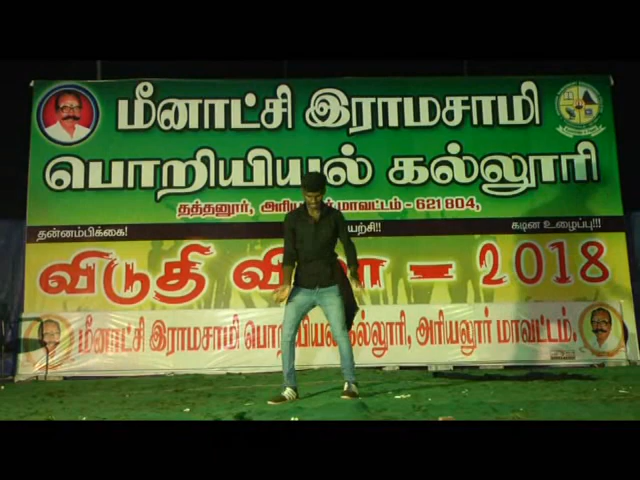 மீனாட்சி இராமசாமி
பொறியியல் கல்லூரி
தத்தனூர், மாவட்டம் - 621 804,
தன்னம்பிக்கை! கடின உழைப்பு!!!
விடுதி - 2018
மீனாட்சி இராமசாமி பொறியியல் கல்லூரி, அரியலூர் மாவட்டம்,